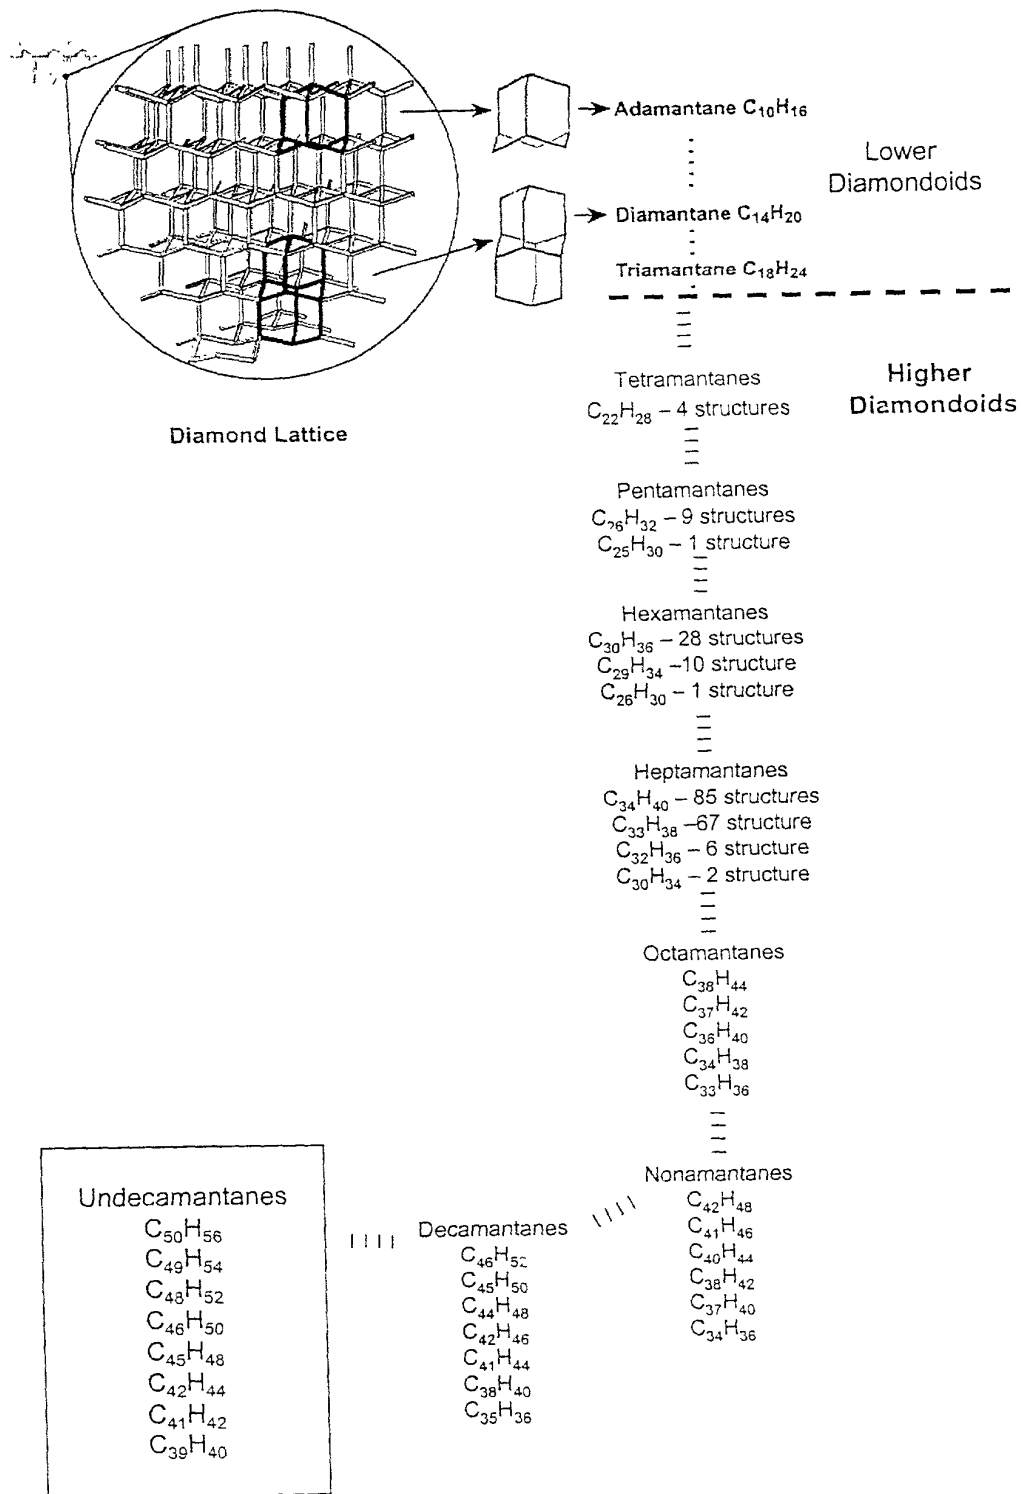 Adamantane C₁₀H₁₆
Lower
Diamondoids
Diamantane C₁₄H₂₀
Triamantane C₁₈H₂₄
Higher
Diamondoids
Tetramantanes
C₂₂H₂₈ – 4 structures
Diamond Lattice
Pentamantanes
C₂₆H₃₂ – 9 structures
C₂₅H₃₀ – 1 structure
Hexamantanes
C₃₀H₃₆ – 28 structures
C₂₉H₃₄ –10 structure
C₂₆H₃₀ – 1 structure
Heptamantanes
C₃₄H₄₀ – 85 structures
C₃₃H₃₈ –67 structure
C₃₂H₃₆ – 6 structure
C₃₀H₃₄ – 2 structure
Octamantanes
C₃₈H₄₄
C₃₇H₄₂
C₃₆H₄₀
C₃₄H₃₈
C₃₃H₃₆
Nonamantanes
C₄₂H₄₈
C₄₁H₄₆
C₄₀H₄₄
C₃₈H₄₂
C₃₇H₄₀
C₃₄H₃₆
Decamantanes
C₄₆H₅₂
C₄₅H₅₀
C₄₄H₄₈
C₄₂H₄₆
C₄₁H₄₄
C₃₈H₄₀
C₃₅H₃₆
Undecamantanes
C₅₀H₅₆
C₄₉H₅₄
C₄₈H₅₂
C₄₆H₅₀
C₄₅H₄₈
C₄₂H₄₄
C₄₁H₄₂
C₃₉H₄₀